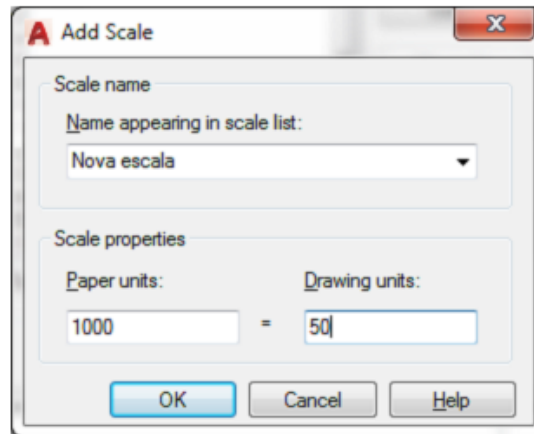 Add Scale
Scale name
Name appearing in scale list:
Nova escala
Scale properties
Paper units: Drawing units:
1000 = 50
OK Cancel Help